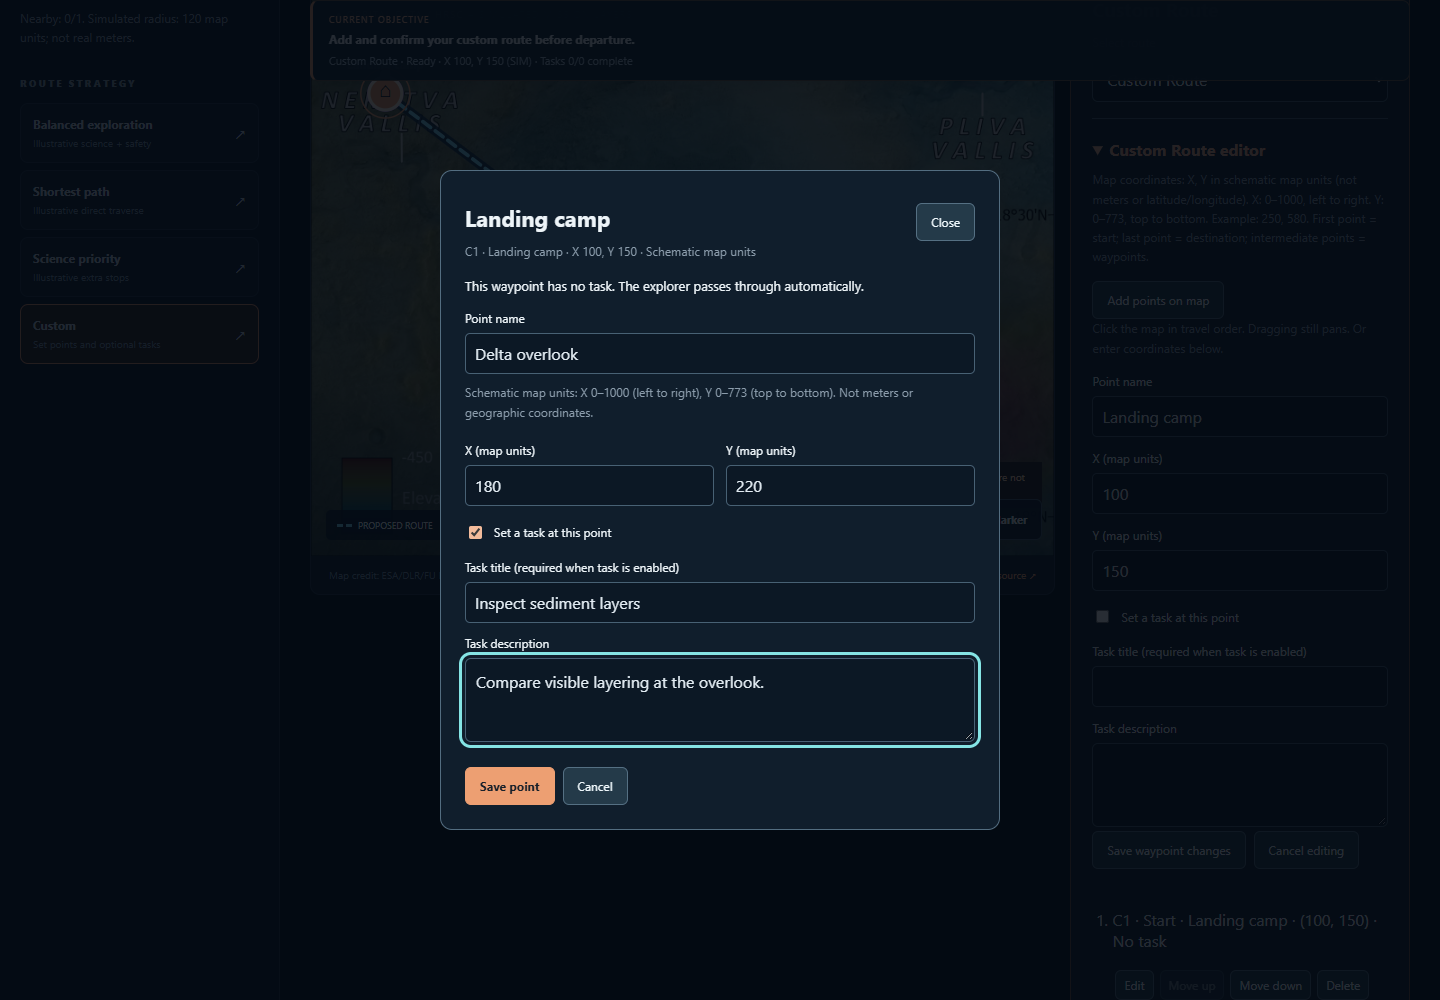 Nearby: 0/1. Simulated radius: 120 map
units; not real meters.
ROUTE STRATEGY
Balanced exploration
Illustrative science + safety
↗
Shortest path
Illustrative direct traverse
↗
Science priority
Illustrative extra stops
↗
Custom
Set points and optional tasks
↗
CURRENT OBJECTIVE
Add and confirm your custom route before departure.
Custom Route · Ready · X 100, Y 150 (SIM) · Tasks 0/0 complete
VALLIS
PLIVA
VALLIS
8°30'N
-450
PROPOSED ROUTE
Map credit: ESA/DLR/FU
re not
arker
source ↗
Landing camp
Close
C1 · Landing camp · X 100, Y 150 · Schematic map units
This waypoint has no task. The explorer passes through automatically.
Point name
Delta overlook
Schematic map units: X 0–1000 (left to right), Y 0–773 (top to bottom). Not meters or
geographic coordinates.
X (map units)
Y (map units)
180
220
Set a task at this point
Task title (required when task is enabled)
Inspect sediment layers
Task description
Compare visible layering at the overlook.
Save point
Cancel
Custom Route
▼ Custom Route editor
Map coordinates: X, Y in schematic map units (not
meters or latitude/longitude). X: 0–1000, left to right. Y:
0–773, top to bottom. Example: 250, 580. First point =
start; last point = destination; intermediate points =
waypoints.
Add points on map
Click the map in travel order. Dragging still pans. Or
enter coordinates below.
Point name
Landing camp
X (map units)
100
Y (map units)
150
Set a task at this point
Task title (required when task is enabled)
Task description
Save waypoint changes
Cancel editing
1. C1 · Start · Landing camp · (100, 150) ·
No task
Edit
Move up
Move down
Delete